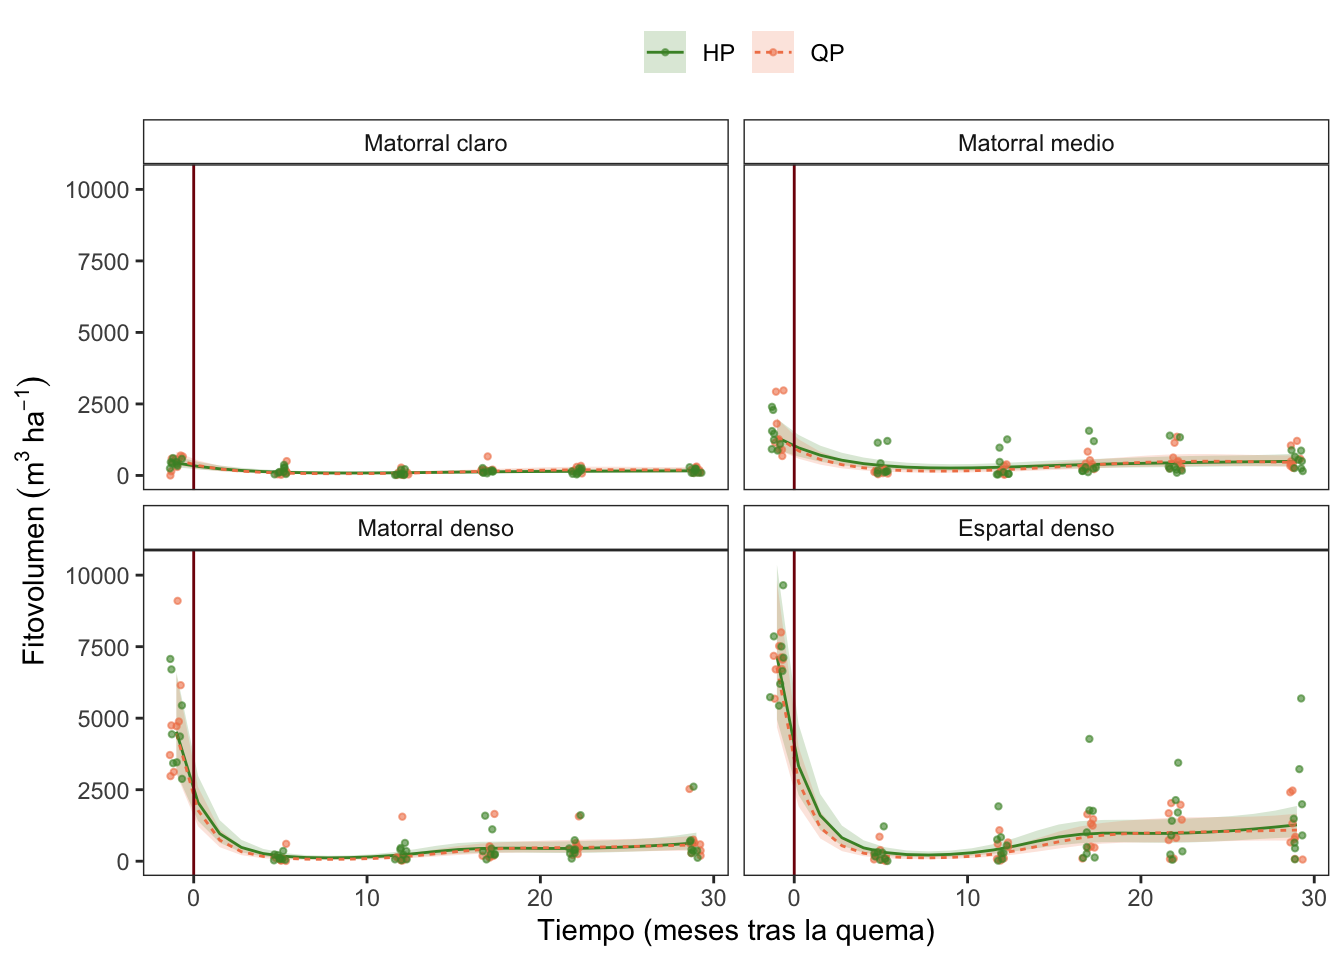 HP QP
Matorral claro Matorral medio
10000
7500
5000
2500
0
Matorral denso Espartal denso
10000
7500
5000
2500
0
0 10 20 30 0 10 20 30
Tiempo (meses tras la quema)
Fitovolumen (m³ ha⁻¹)